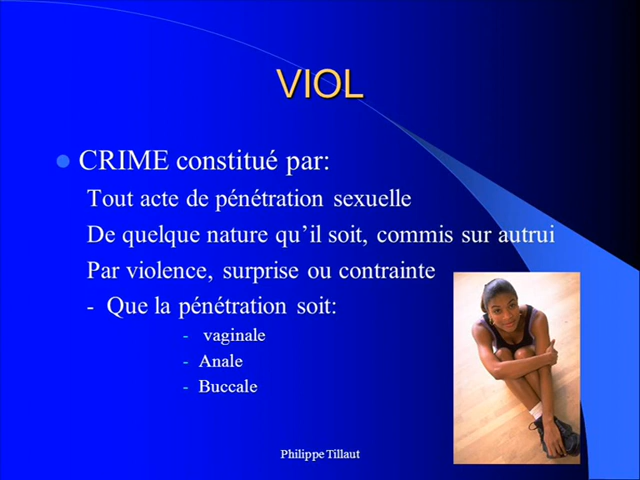 VIOL
CRIME constitué par:
Tout acte de pénétration sexuelle
De quelque nature qu’il soit, commis sur autrui
Par violence, surprise ou contrainte
- Que la pénétration soit:
- vaginale
- Anale
- Buccale
Philippe Tillaut